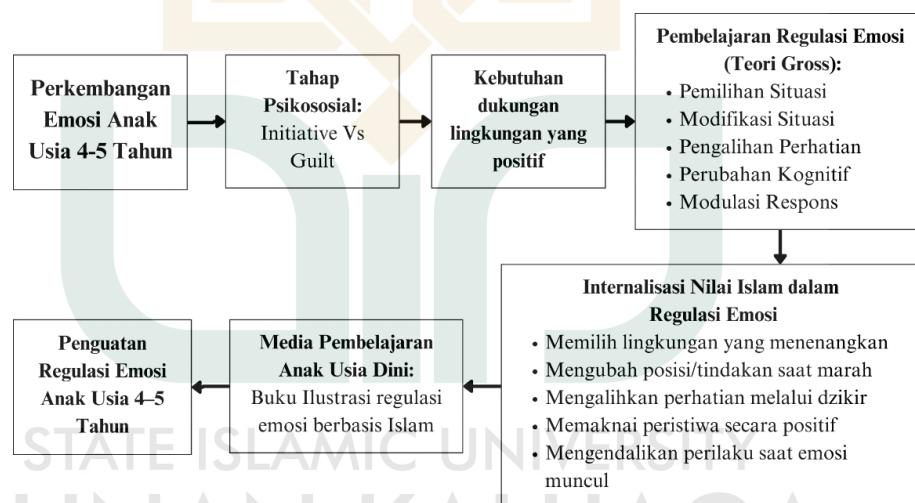 Perkembangan
Emosi Anak
Usia 4-5 Tahun
Tahap
Psikososial:
Initiative Vs
Guilt
Kebutuhan
dukungan
lingkungan yang
positif
Pembelajaran Regulasi Emosi
(Teori Gross):
• Pemilihan Situasi
• Modifikasi Situasi
• Pengalihan Perhatian
• Perubahan Kognitif
• Modulasi Respons
Internalisasi Nilai Islam dalam
Regulasi Emosi
• Memilih lingkungan yang menenangkan
• Mengubah posisi/tindakan saat marah
• Mengalihkan perhatian melalui dzikir
• Memaknai peristiwa secara positif
• Mengendalikan perilaku saat emosi
muncul
Media Pembelajaran
Anak Usia Dini:
Buku Ilustrasi regulasi
emosi berbasis Islam
Penguatan
Regulasi Emosi
Anak Usia 4–5
Tahun
STATE ISLAMIC UNIVERSITY